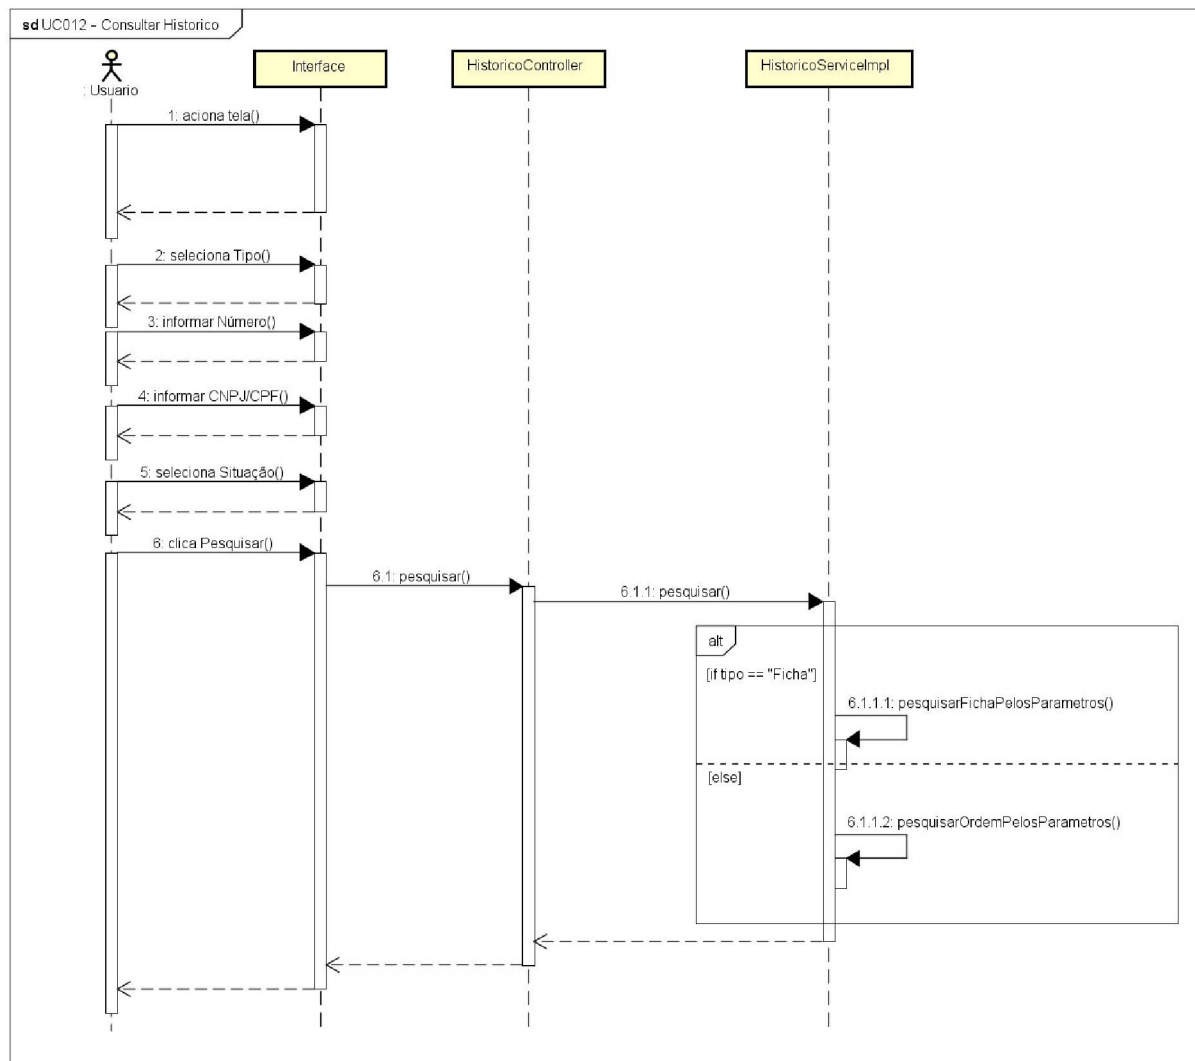 sd UC012 - Consultar Historico
: Usuario
Interface
HistoricoController
HistoricoServiceImpl
1: aciona tela()
2: seleciona Tipo()
3: informar Número()
4: informar CNPJ/CPF()
5: seleciona Situação()
6: clica Pesquisar()
6.1: pesquisar()
6.1.1: pesquisar()
alt
[if tipo == "Ficha"]
6.1.1.1: pesquisarFichaPelosParametros()
[else]
6.1.1.2: pesquisarOrdemPelosParametros()